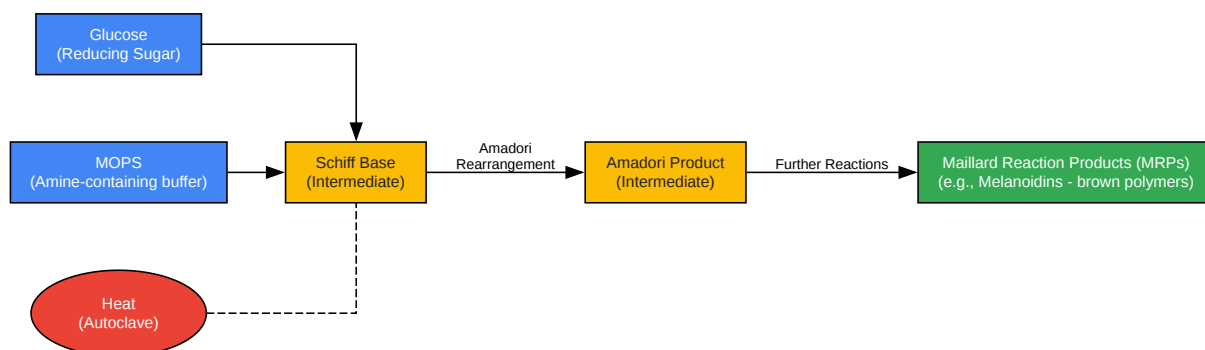 Glucose
(Reducing Sugar)
MOPS
(Amine-containing buffer)
Schiff Base
(Intermediate)
Amadori
Rearrangement
Amadori Product
(Intermediate)
Further Reactions
Maillard Reaction Products (MRPs)
(e.g., Melanoidins - brown polymers)
Heat
(Autoclave)